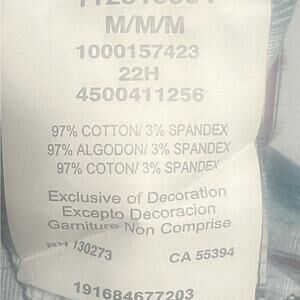 M/M/M
1000157423
22H
4500411256
97% COTTON/ 3% SPANDEX
97% ALGODON/ 3% SPANDEX
97% COTON/ 3% SPANDEX
Exclusive of Decoration
Excepto Decoracion
Garniture Non Comprise
RN 130273 CA 55394
191684677203